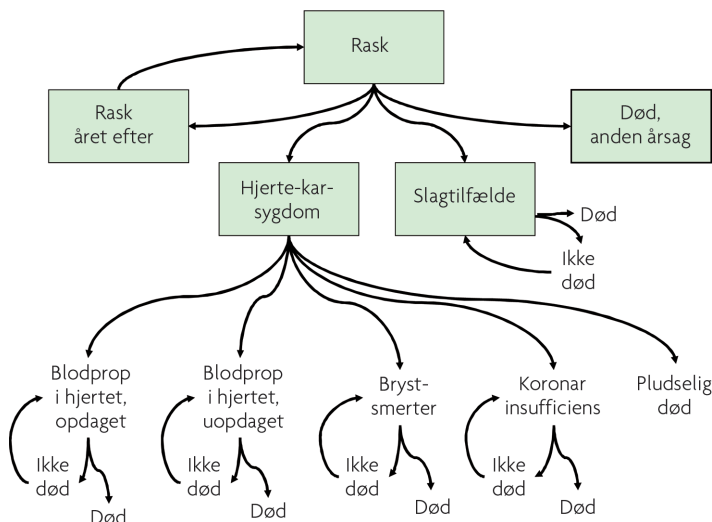 Rask
Rask
året efter
Død,
anden årsag
Hjerte-kar-
sygdom
Slagtilfælde
Død
Ikke
død
Blodprop
i hjertet,
opdaget
Blodprop
i hjertet,
uopdaget
Bryst-
smerter
Koronar
insufficiens
Pludselig
død
Ikke
død
Død
Ikke
død
Død
Ikke
død
Død
Ikke
død
Død